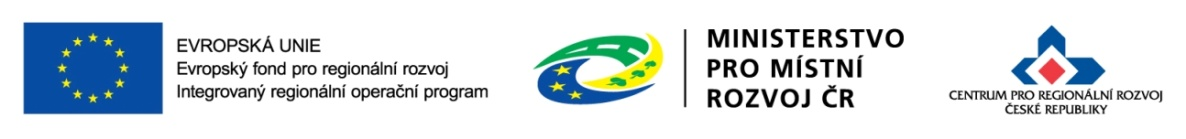 EVROPSKÁ UNIE
Evropský fond pro regionální rozvoj
Integrovaný regionální operační program
MINISTERSTVO
PRO MÍSTNÍ
ROZVOJ ČR
CENTRUM PRO REGIONÁLNÍ ROZVOJ
ČESKÉ REPUBLIKY